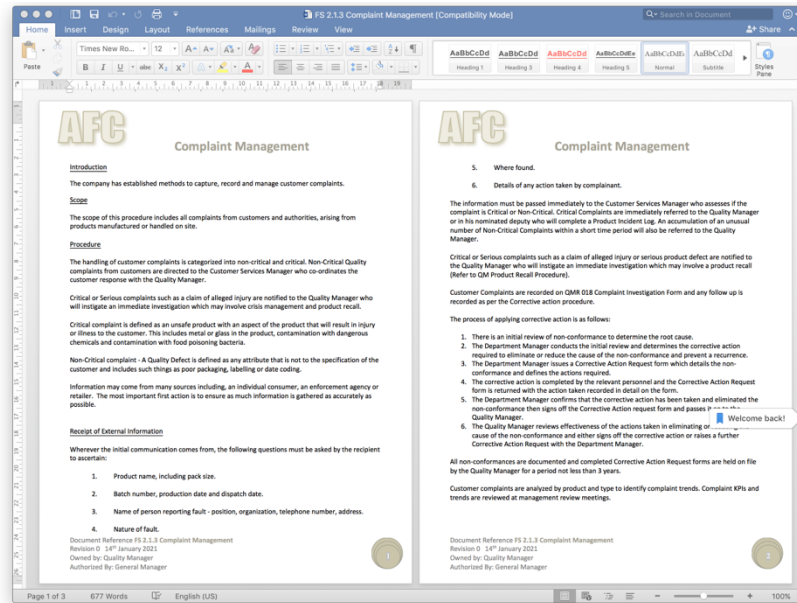 FS 2.1.3 Complaint Management [Compatibility Mode]
Search in Document
Home Insert Design Layout References Mailings Review View
Share
Paste
Times New Ro... 12
AaBbCcDd AaBbCcDd AaBbCcDd AaBbCcDdEe AaBbCcDdEe AaBbCcDd
Heading 1 Heading 3 Heading 4 Heading 5 Normal Subtitle
Styles
Pane
AFC
Complaint Management
Introduction
The company has established methods to capture, record and manage customer complaints.
Scope
The scope of this procedure includes all complaints from customers and authorities, arising from
products manufactured or handled on site.
Procedure
The handling of customer complaints is categorized into non-critical and critical. Non-Critical Quality
complaints from customers are directed to the Customer Services Manager who co-ordinates the
customer response with the Quality Manager.
Critical or Serious complaints such as a claim of alleged injury are notified to the Quality Manager who
will instigate an immediate investigation which may involve crisis management and product recall.
Critical complaint is defined as an unsafe product with an aspect of the product that will result in injury
or illness to the customer. This includes metal or glass in the product, contamination with dangerous
chemicals and contamination with food poisoning bacteria.
Non-Critical complaint - A Quality Defect is defined as any attribute that is not to the specification of the
customer and includes such things as poor packaging, labelling or date coding.
Information may come from many sources including, an individual consumer, an enforcement agency or
retailer. The most important first action is to ensure as much information is gathered as accurately as
possible.
Receipt of External Information
Wherever the initial communication comes from, the following questions must be asked by the recipient
to ascertain:
1. Product name, including pack size.
2. Batch number, production date and dispatch date.
3. Name of person reporting fault - position, organization, telephone number, address.
4. Nature of fault.
Document Reference FS 2.1.3 Complaint Management
Revision 0 14th January 2021
Owned by: Quality Manager
Authorized By: General Manager
1
AFC
Complaint Management
5. Where found.
6. Details of any action taken by complainant.
The information must be passed immediately to the Customer Services Manager who assesses if the
complaint is Critical or Non-Critical. Critical Complaints are immediately referred to the Quality Manager
or in his nominated deputy who will complete a Product Incident Log. An accumulation of an unusual
number of Non-Critical Complaints within a short time period will also be referred to the Quality
Manager.
Critical or Serious complaints such as a claim of alleged injury or serious product defect are notified to
the Quality Manager who will instigate an immediate investigation which may involve a product recall
(Refer to QM Product Recall Procedure).
Customer Complaints are recorded on QMR 018 Complaint Investigation Form and any follow up is
recorded as per the Corrective action procedure.
The process of applying corrective action is as follows:
1. There is an initial review of non-conformance to determine the root cause.
2. The Department Manager conducts the initial review and determines the corrective action
required to eliminate or reduce the cause of the non-conformance and prevent a recurrence.
3. The Department Manager issues a Corrective Action Request form which details the non-
conformance and defines the actions required.
4. The corrective action is completed by the relevant personnel and the Corrective Action Request
form is returned with the action taken recorded in detail on the form.
5. The Department Manager confirms that the corrective action has been taken and eliminated the
non-conformance then signs off the Corrective Action request form and passes it on to the
Quality Manager.
6. The Quality Manager reviews effectiveness of the actions taken in eliminating or
cause of the non-conformance and either signs off the corrective action or raises a further
Corrective Action Request with the Department Manager.
Welcome back!
All non-conformances are documented and completed Corrective Action Request forms are held on file
by the Quality Manager for a period not less than 3 years.
Customer complaints are analyzed by product and type to identify complaint trends. Complaint KPIs and
trends are reviewed at management review meetings.
Document Reference FS 2.1.3 Complaint Management
Revision 0 14th January 2021
Owned by: Quality Manager
Authorized By: General Manager
2
Page 1 of 3 677 Words English (US) 100%